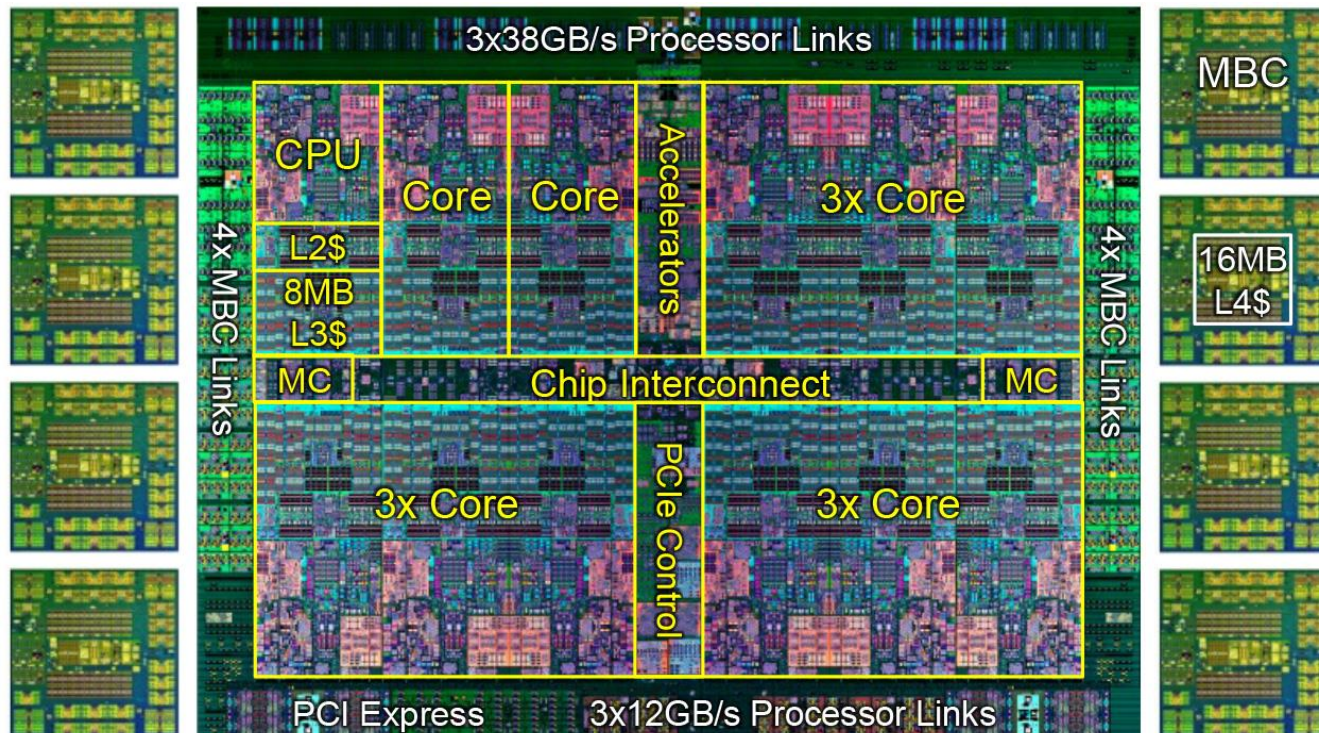 3x38GB/s Processor Links
MBC
CPU
Core
Core
Accelerators
3x Core
L2$
8MB
L3$
16MB
L4$
4x MBC Links
4x MBC Links
MC
Chip Interconnect
MC
3x Core
PCIe Control
3x Core
PCI Express
3x12GB/s Processor Links